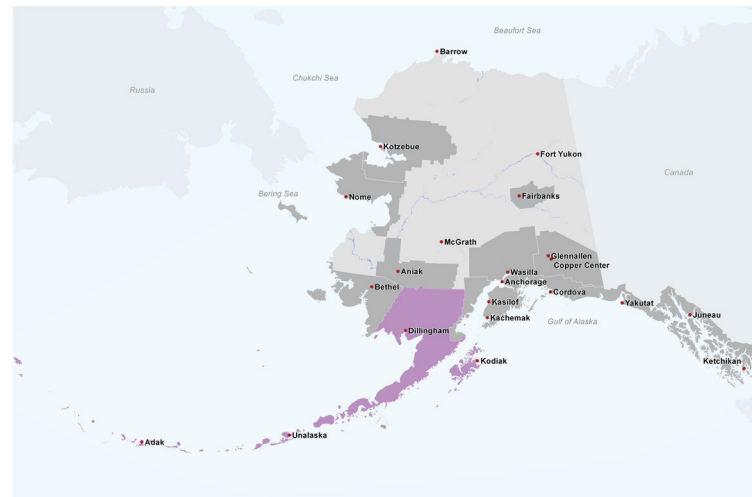 Beaufort Sea
Barrow
Chukchi Sea
Russia
Kotzebue
Fort Yukon
Canada
Bering Sea
Nome
Fairbanks
McGrath
Glennallen
Copper Center
Aniak
Wasilla
Anchorage
Bethel
Cordova
Kasilof
Yakutat
Juneau
Kachemak
Gulf of Alaska
Dillingham
Kodiak
Ketchikan
Unalaska
Adak